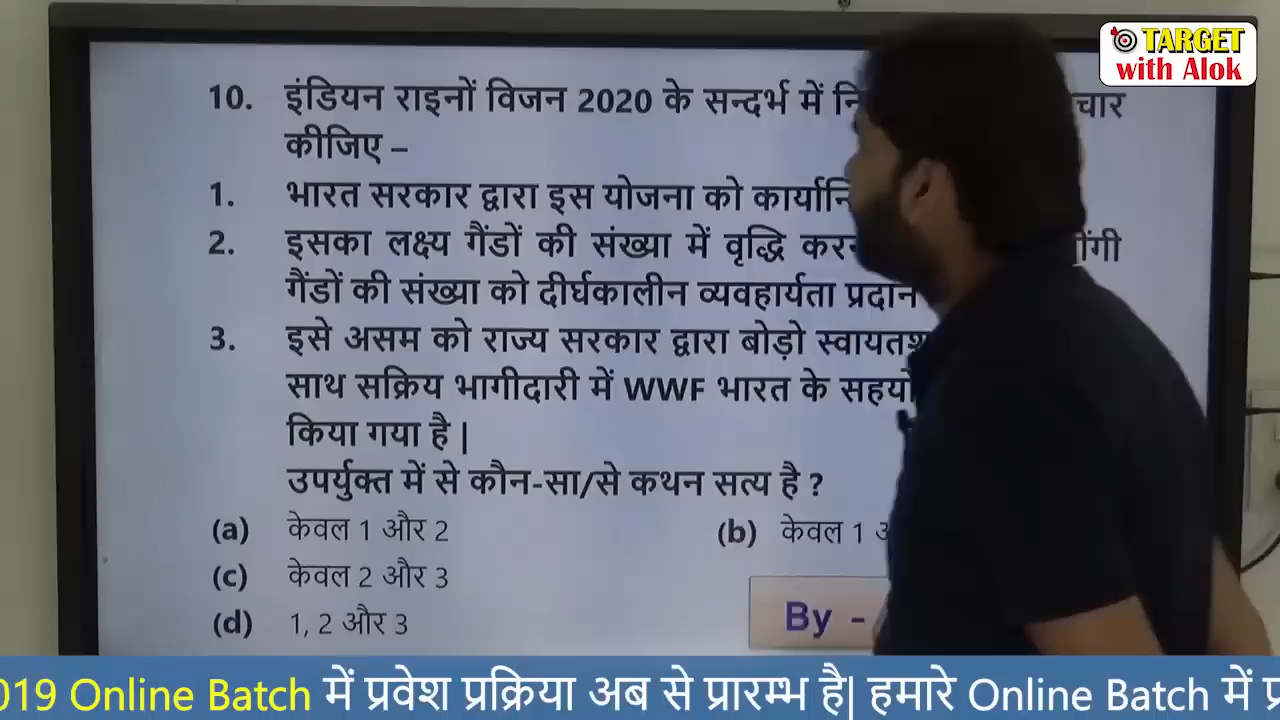 TARGET
with Alok
10. इंडियन राइनों विजन 2020 के सन्दर्भ में
कीजिए –
1. भारत सरकार द्वारा इस योजना को
2. इसका लक्ष्य गैंडों की संख्या में वृद्धि
गैंडों की संख्या को दीर्घकालीन व्यवहार्यता प्रदान
3. इसे असम को राज्य सरकार द्वारा बोड़ो
साथ सक्रिय भागीदारी में WWF भारत के
किया गया है |
उपर्युक्त में से कौन-सा/से कथन सत्य है ?
(a) केवल 1 और 2 (b) केवल 1
(c) केवल 2 और 3
(d) 1, 2 और 3
By -
019 Online Batch में प्रवेश प्रक्रिया अब से प्रारम्भ है| हमारे Online Batch में